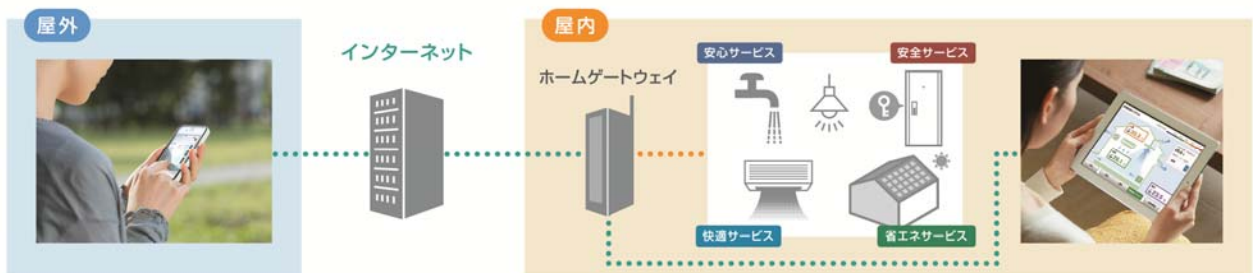 屋外
インターネット
屋内
ホームゲートウェイ
安心サービス
安全サービス
快適サービス
省エネサービス